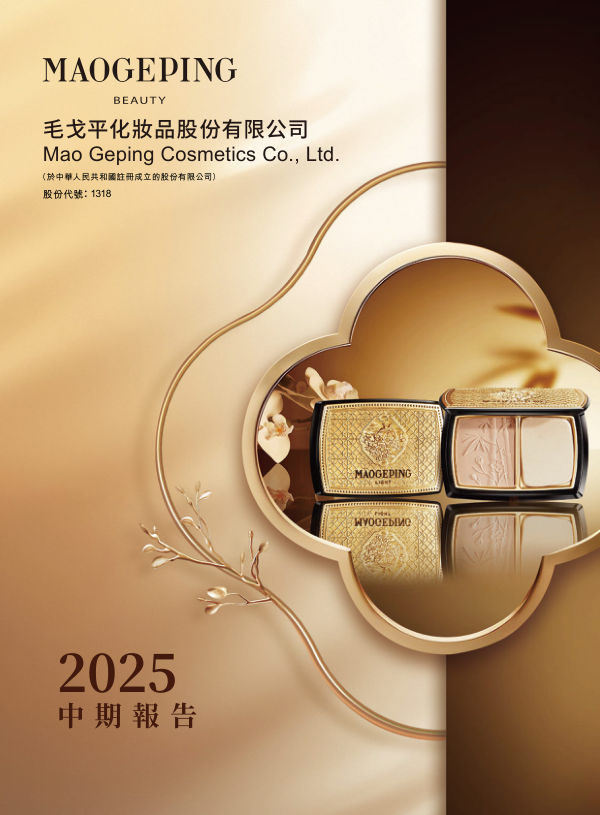 MAOGEPING
BEAUTY
毛戈平化妝品股份有限公司
Mao Geping Cosmetics Co., Ltd.
(於中華人民共和國註冊成立的股份有限公司)
股份代號：1318
MAOGEPING
LIGHT
2025
中期報告